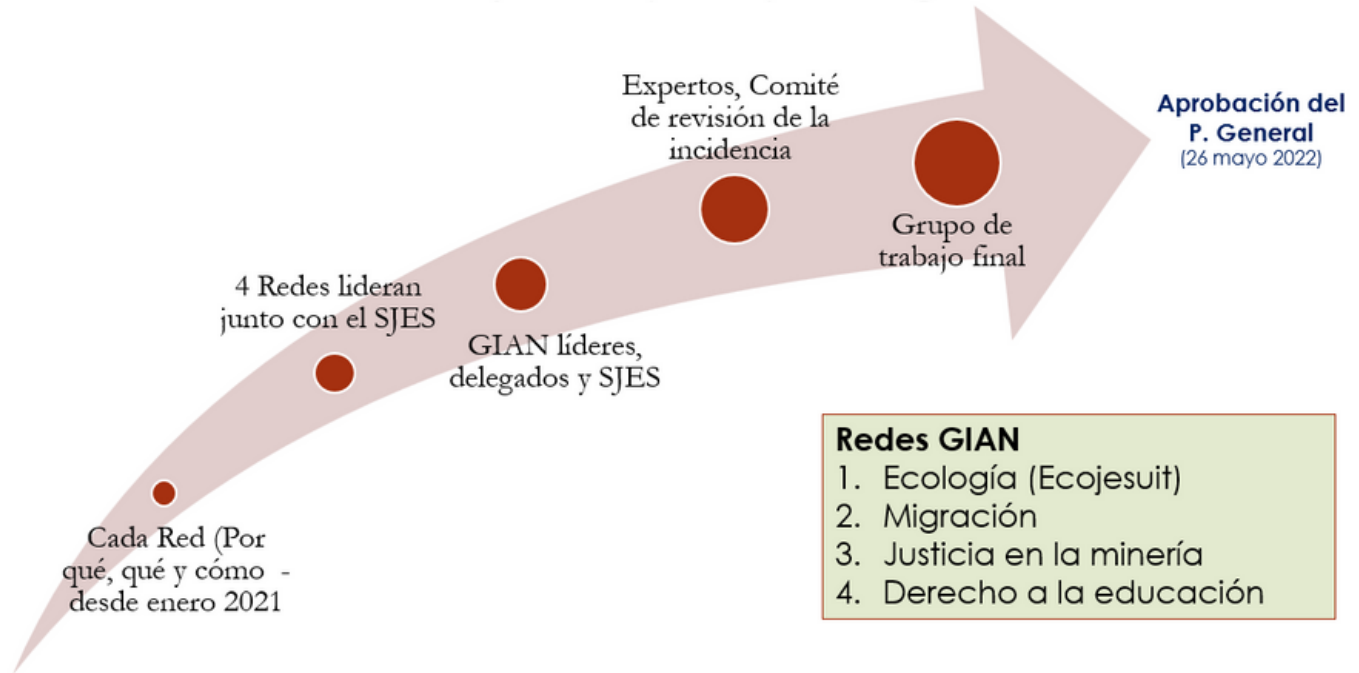 Cada Red (Por
qué, qué y cómo -
desde enero 2021
4 Redes lideran
junto con el SJES
GIAN líderes,
delegados y SJES
Expertos, Comité
de revisión de la
incidencia
Grupo de
trabajo final
Aprobación del
P. General
(26 mayo 2022)
Redes GIAN
1. Ecología (Ecojesuit)
2. Migración
3. Justicia en la minería
4. Derecho a la educación